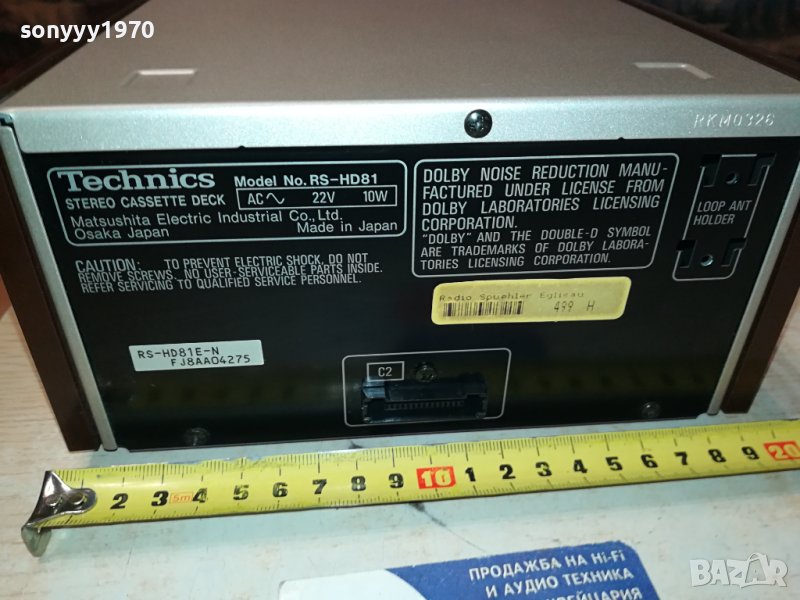 sonyyy1970
RKM0326
Technics
STEREO CASSETTE DECK
Model No. RS-HD81
AC 22V 10W
Matsushita Electric Industrial Co., Ltd.
Osaka Japan Made in Japan
DOLBY NOISE REDUCTION MANU-
FACTURED UNDER LICENSE FROM
DOLBY LABORATORIES LICENSING
CORPORATION.
"DOLBY" AND THE DOUBLE-D SYMBOL
ARE TRADEMARKS OF DOLBY LABORA-
TORIES LICENSING CORPORATION.
LOOP ANT
HOLDER
CAUTION: TO PREVENT ELECTRIC SHOCK, DO NOT
REMOVE SCREWS. NO USER-SERVICEABLE PARTS INSIDE.
REFER SERVICING TO QUALIFIED SERVICE PERSONNEL.
Radio Spuehler Eglisau
499 H
RS-HD81E-N
FJ8AA04275
C2
1 2 3 5m 4 5 6 7 8 9 10 1 2 3 4 5 6 7 8 9 20
ПРОДАЖБА НА Hi-Fi
И АУДИО ТЕХНИКА
ШВЕЙЦАРИЯ
BAZAR